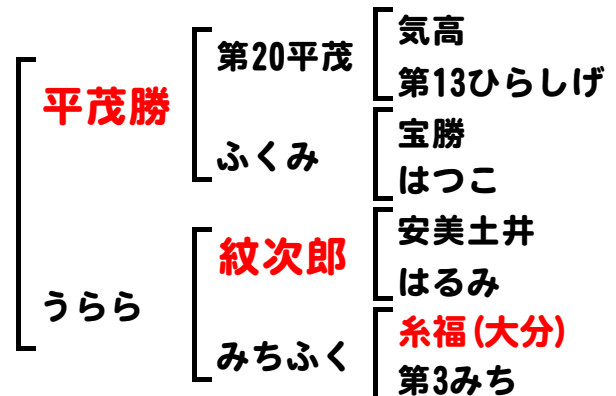 気高
第20平茂
第13ひらしげ
平茂勝
宝勝
ふくみ
はつこ
安美土井
紋次郎
はるみ
うらら
糸福(大分)
みちふく
第3みち